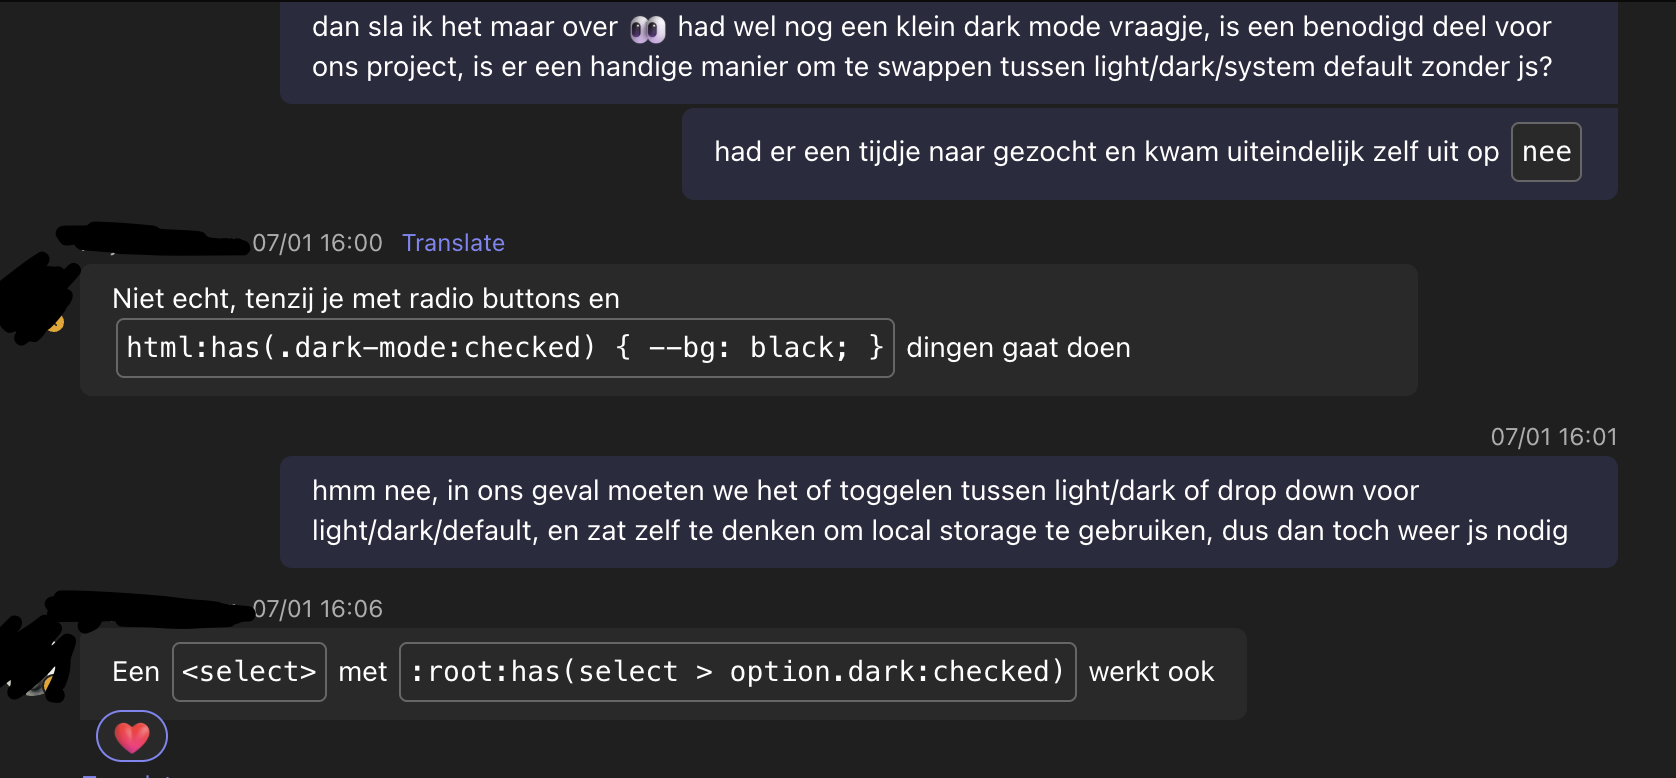 dan sla ik het maar over 👀 had wel nog een klein dark mode vraagje, is een benodigd deel voor
ons project, is er een handige manier om te swappen tussen light/dark/system default zonder js?
had er een tijdje naar gezocht en kwam uiteindelijk zelf uit op nee
07/01 16:00 Translate
Niet echt, tenzij je met radio buttons en
html:has(.dark-mode:checked) { --bg: black; } dingen gaat doen
07/01 16:01
hmm nee, in ons geval moeten we het of toggelen tussen light/dark of drop down voor
light/dark/default, en zat zelf te denken om local storage te gebruiken, dus dan toch weer js nodig
07/01 16:06
Een <select> met :root:has(select > option.dark:checked) werkt ook